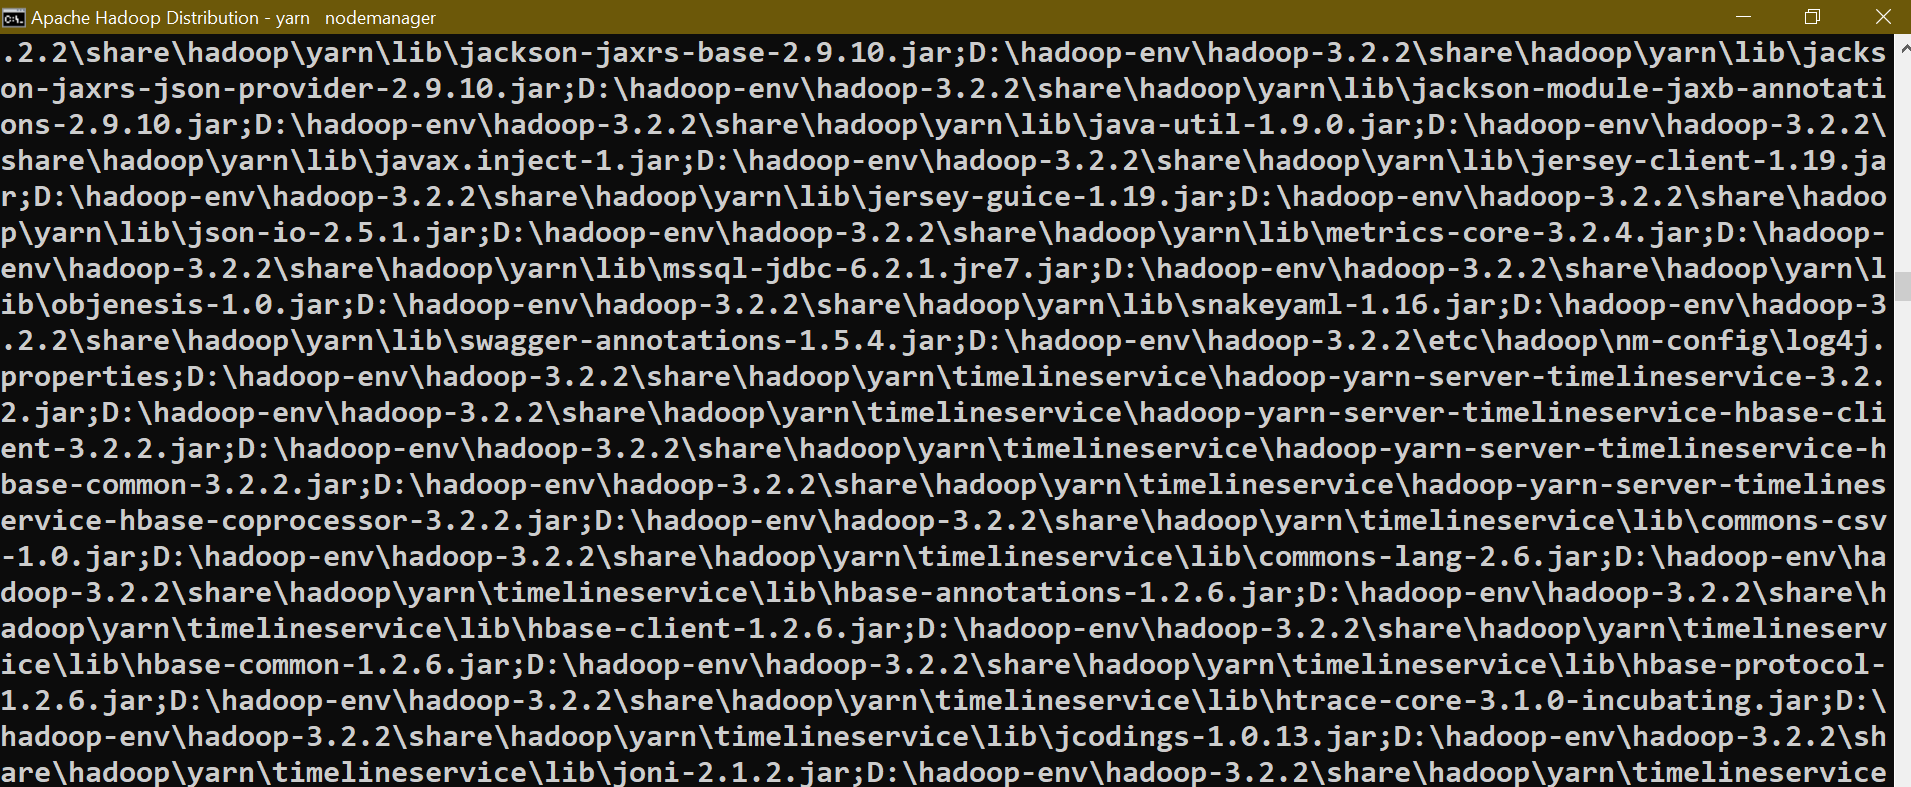 Apache Hadoop Distribution - yarn   nodemanager
.2.2\share\hadoop\yarn\lib\jackson-jaxrs-base-2.9.10.jar;D:\hadoop-env\hadoop-3.2.2\share\hadoop\yarn\lib\jacks
on-jaxrs-json-provider-2.9.10.jar;D:\hadoop-env\hadoop-3.2.2\share\hadoop\yarn\lib\jackson-module-jaxb-annotati
ons-2.9.10.jar;D:\hadoop-env\hadoop-3.2.2\share\hadoop\yarn\lib\java-util-1.9.0.jar;D:\hadoop-env\hadoop-3.2.2\
share\hadoop\yarn\lib\javax.inject-1.jar;D:\hadoop-env\hadoop-3.2.2\share\hadoop\yarn\lib\jersey-client-1.19.ja
r;D:\hadoop-env\hadoop-3.2.2\share\hadoop\yarn\lib\jersey-guice-1.19.jar;D:\hadoop-env\hadoop-3.2.2\share\hadoo
p\yarn\lib\json-io-2.5.1.jar;D:\hadoop-env\hadoop-3.2.2\share\hadoop\yarn\lib\metrics-core-3.2.4.jar;D:\hadoop-
env\hadoop-3.2.2\share\hadoop\yarn\lib\mssql-jdbc-6.2.1.jre7.jar;D:\hadoop-env\hadoop-3.2.2\share\hadoop\yarn\l
ib\objenesis-1.0.jar;D:\hadoop-env\hadoop-3.2.2\share\hadoop\yarn\lib\snakeyaml-1.16.jar;D:\hadoop-env\hadoop-3
.2.2\share\hadoop\yarn\lib\swagger-annotations-1.5.4.jar;D:\hadoop-env\hadoop-3.2.2\etc\hadoop\nm-config\log4j.
properties;D:\hadoop-env\hadoop-3.2.2\share\hadoop\yarn\timelineservice\hadoop-yarn-server-timelineservice-3.2.
2.jar;D:\hadoop-env\hadoop-3.2.2\share\hadoop\yarn\timelineservice\hadoop-yarn-server-timelineservice-hbase-cli
ent-3.2.2.jar;D:\hadoop-env\hadoop-3.2.2\share\hadoop\yarn\timelineservice\hadoop-yarn-server-timelineservice-h
base-common-3.2.2.jar;D:\hadoop-env\hadoop-3.2.2\share\hadoop\yarn\timelineservice\hadoop-yarn-server-timelines
ervice-hbase-coprocessor-3.2.2.jar;D:\hadoop-env\hadoop-3.2.2\share\hadoop\yarn\timelineservice\lib\commons-csv
-1.0.jar;D:\hadoop-env\hadoop-3.2.2\share\hadoop\yarn\timelineservice\lib\commons-lang-2.6.jar;D:\hadoop-env\ha
doop-3.2.2\share\hadoop\yarn\timelineservice\lib\hbase-annotations-1.2.6.jar;D:\hadoop-env\hadoop-3.2.2\share\h
adoop\yarn\timelineservice\lib\hbase-client-1.2.6.jar;D:\hadoop-env\hadoop-3.2.2\share\hadoop\yarn\timelineserv
ice\lib\hbase-common-1.2.6.jar;D:\hadoop-env\hadoop-3.2.2\share\hadoop\yarn\timelineservice\lib\hbase-protocol-
1.2.6.jar;D:\hadoop-env\hadoop-3.2.2\share\hadoop\yarn\timelineservice\lib\htrace-core-3.1.0-incubating.jar;D:\
hadoop-env\hadoop-3.2.2\share\hadoop\yarn\timelineservice\lib\jcodings-1.0.13.jar;D:\hadoop-env\hadoop-3.2.2\sh
are\hadoop\yarn\timelineservice\lib\joni-2.1.2.jar;D:\hadoop-env\hadoop-3.2.2\share\hadoop\yarn\timelineservice